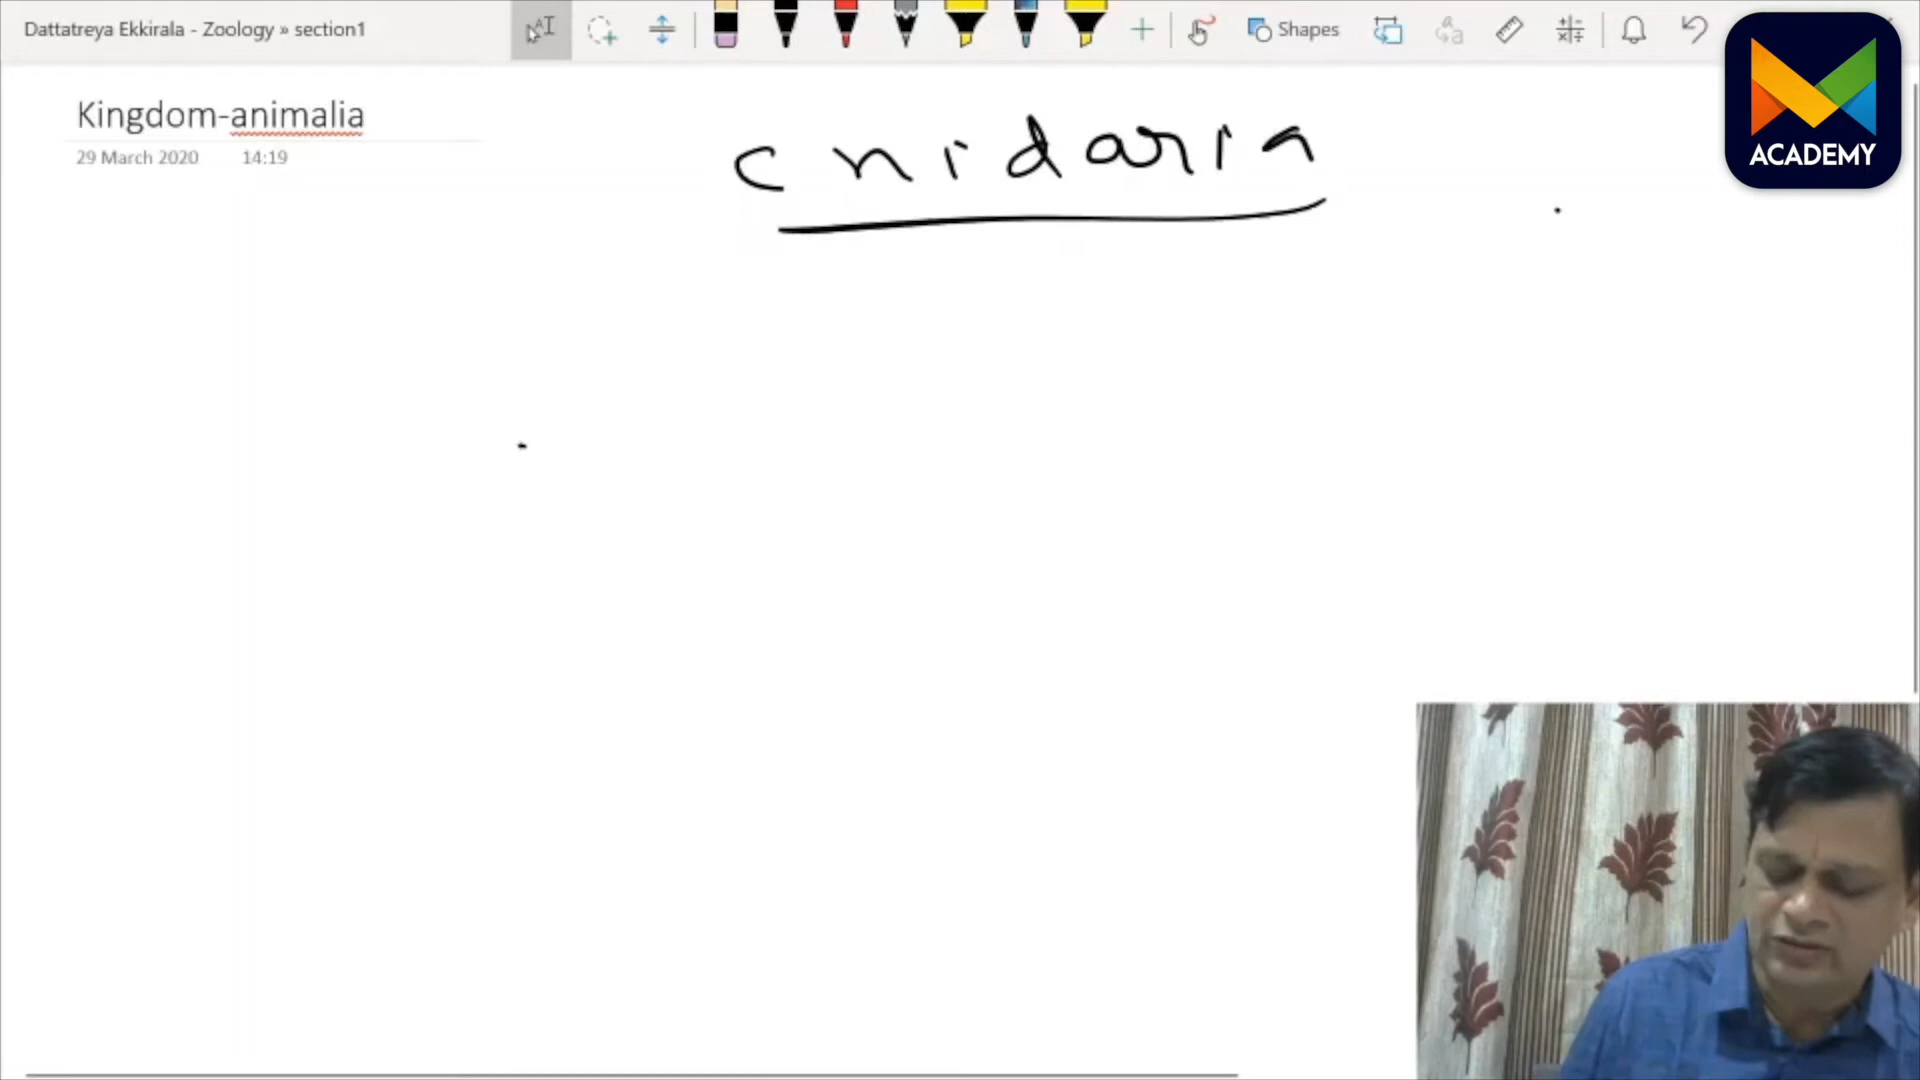 Dattatreya Ekkirala - Zoology » section1
Shapes
ACADEMY
Kingdom-animalia
29 March 2020 14:19
cnidaria